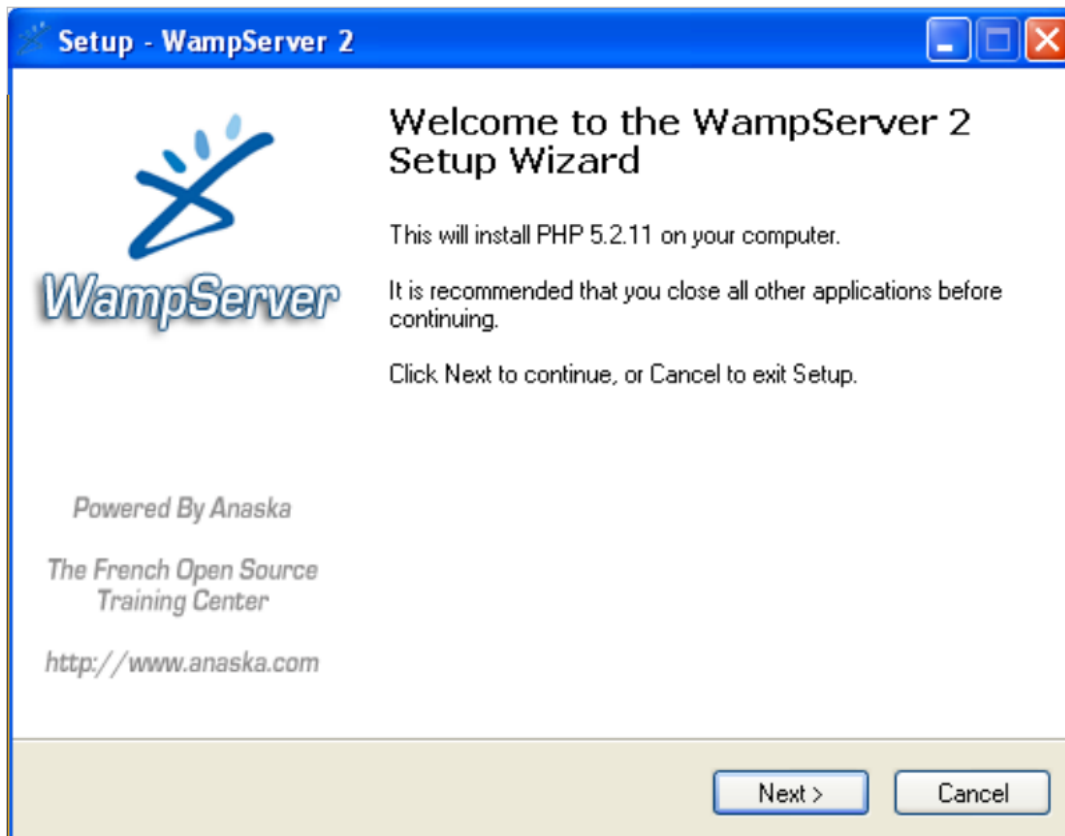 Setup - WampServer 2
Welcome to the WampServer 2
Setup Wizard
This will install PHP 5.2.11 on your computer.
It is recommended that you close all other applications before
continuing.
Click Next to continue, or Cancel to exit Setup.
WampServer
Powered By Anaska
The French Open Source
Training Center
http://www.anaska.com
Next >
Cancel